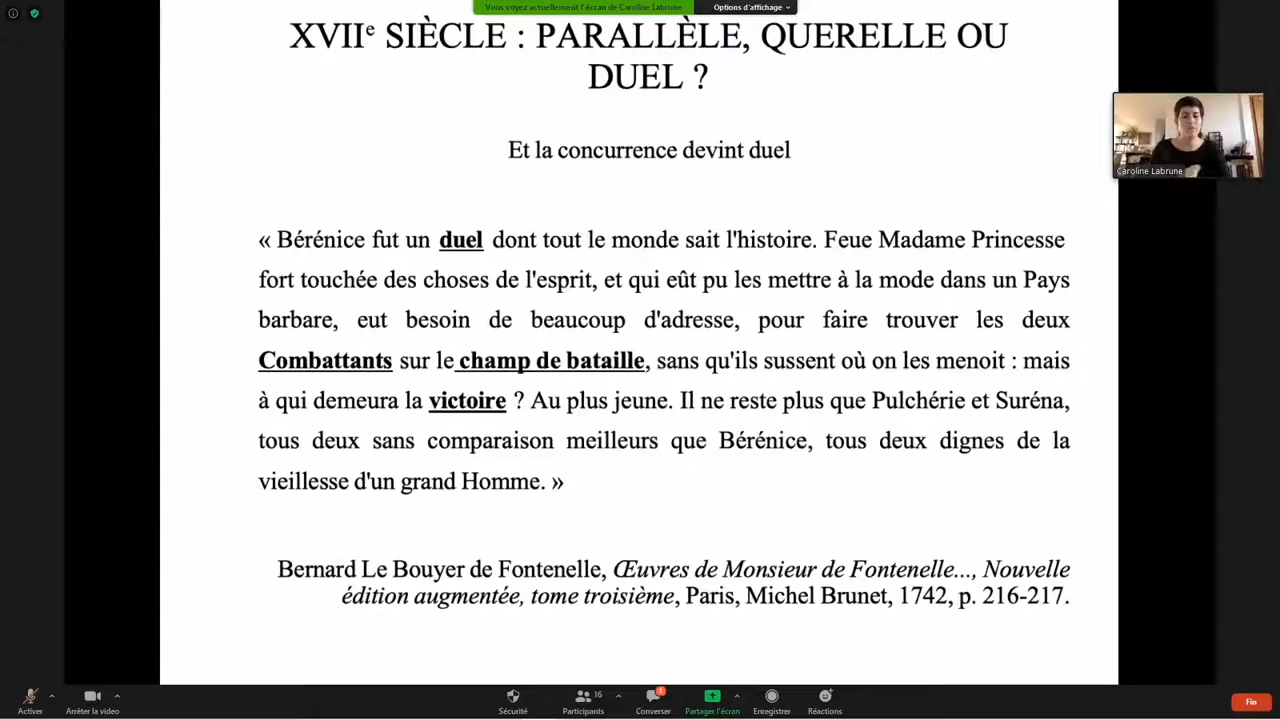 Vous voyez actuellement l'écran de Caroline Labrune
Options d'affichage
XVIIe SIÈCLE : PARALLÈLE, QUERELLE OU
DUEL ?
Et la concurrence devint duel
Caroline Labrune
« Bérénice fut un duel dont tout le monde sait l'histoire. Feue Madame Princesse
fort touchée des choses de l'esprit, et qui eût pu les mettre à la mode dans un Pays
barbare, eut besoin de beaucoup d'adresse, pour faire trouver les deux
Combattants sur le champ de bataille, sans qu'ils sussent où on les menoit : mais
à qui demeura la victoire ? Au plus jeune. Il ne reste plus que Pulchérie et Suréna,
tous deux sans comparaison meilleurs que Bérénice, tous deux dignes de la
vieillesse d'un grand Homme. »
Bernard Le Bouyer de Fontenelle, Œuvres de Monsieur de Fontenelle..., Nouvelle
édition augmentée, tome troisième, Paris, Michel Brunet, 1742, p. 216-217.
Activer
Arrêter la video
Sécurité
16
Participants
1
Converser
Partager l'écran
Enregistrer
Réactions
Fin